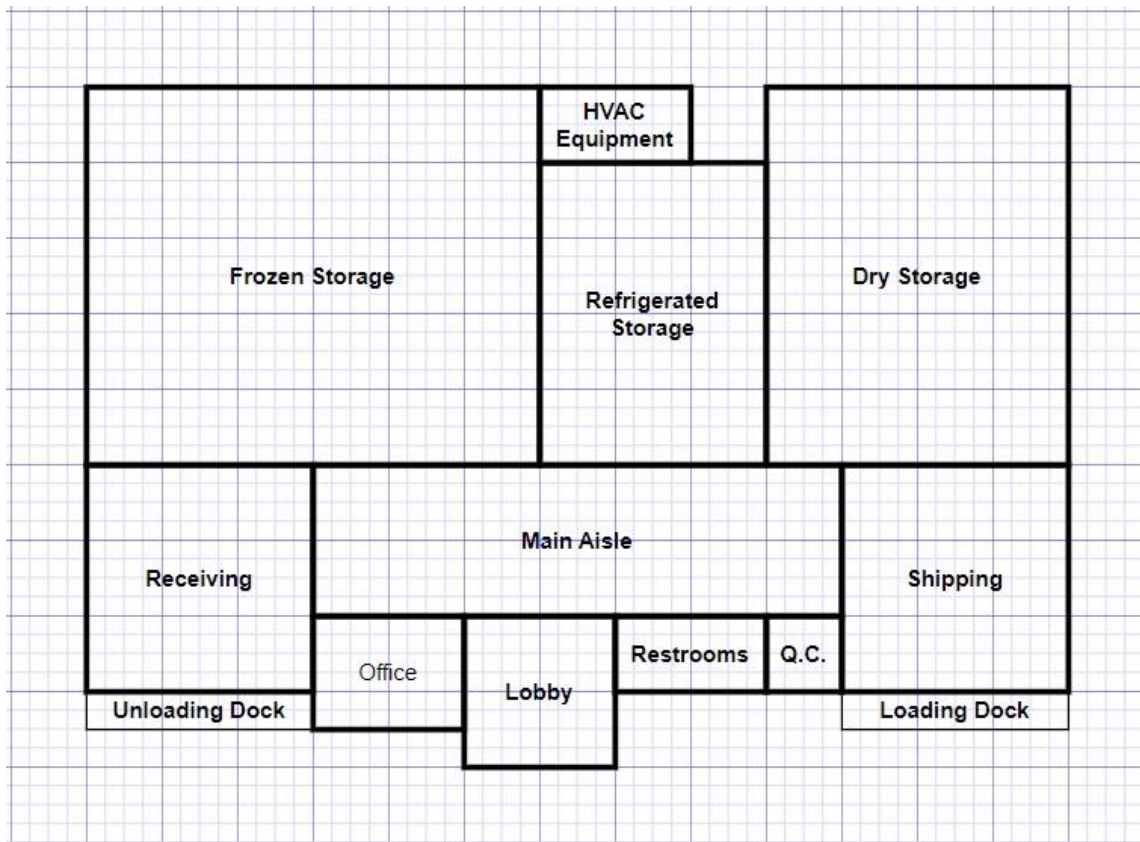 HVAC
Equipment
Frozen Storage
Refrigerated
Storage
Dry Storage
Main Aisle
Receiving
Shipping
Office
Lobby
Restrooms
Q.C.
Unloading Dock
Loading Dock